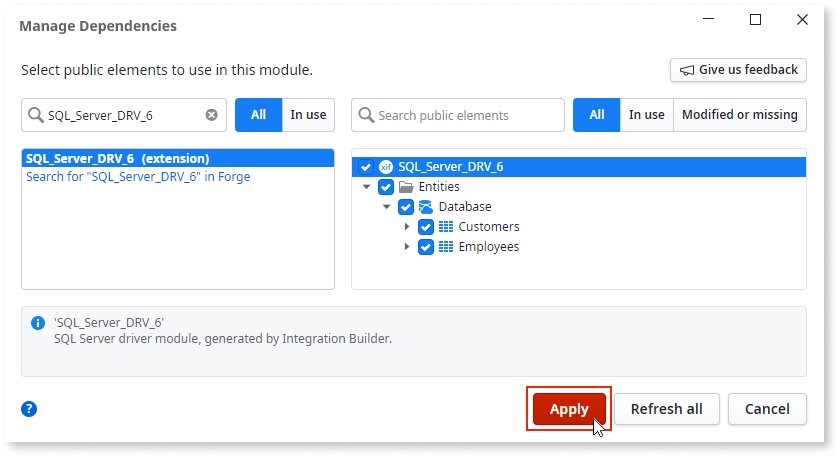 Manage Dependencies
Select public elements to use in this module.
Give us feedback
SQL_Server_DRV_6
All
In use
Search public elements
All
In use
Modified or missing
SQL_Server_DRV_6 (extension)
Search for "SQL_Server_DRV_6" in Forge
xif SQL_Server_DRV_6
Entities
Database
Customers
Employees
'SQL_Server_DRV_6'
SQL Server driver module, generated by Integration Builder.
?
Apply
Refresh all
Cancel